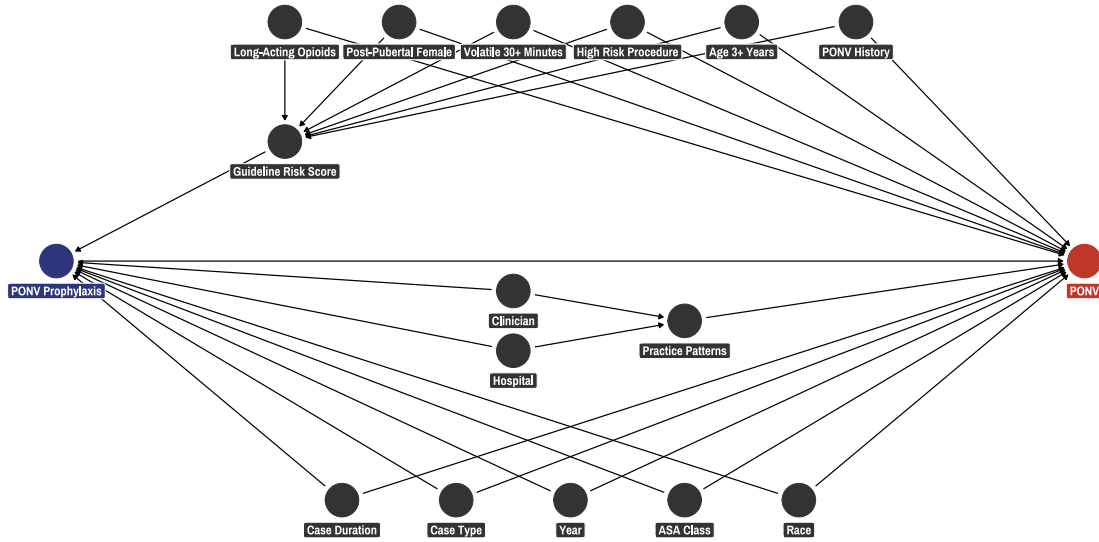 Long-Acting Opioids
Post-Pubertal Female
Volatile 30+ Minutes
High Risk Procedure
Age 3+ Years
PONV History
Guideline Risk Score
PONV Prophylaxis
PONV
Clinician
Practice Patterns
Hospital
Case Duration
Case Type
Year
ASA Class
Race